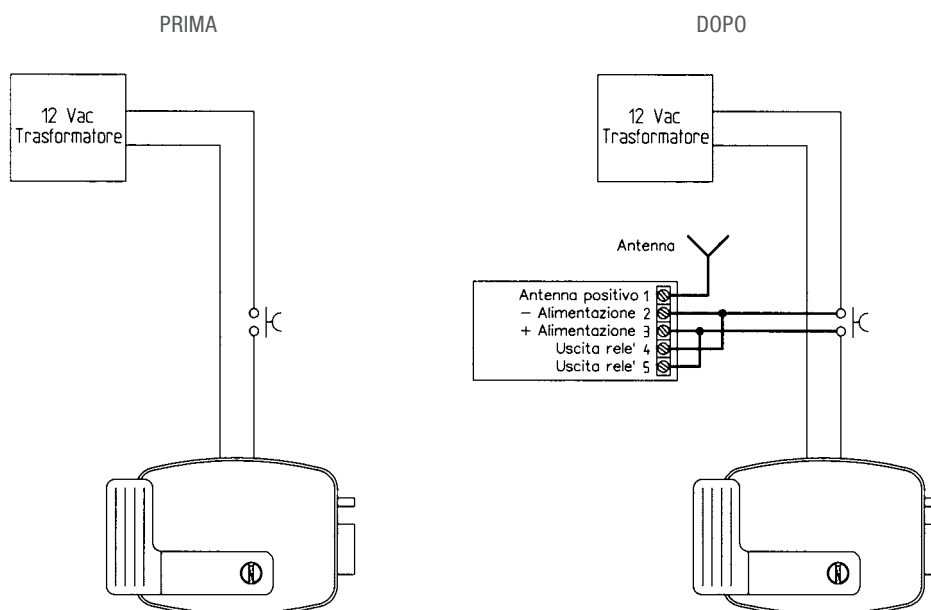 PRIMA
DOPO
12 Vac
Trasformatore
12 Vac
Trasformatore
Antenna
Antenna positivo 1
- Alimentazione 2
+ Alimentazione 3
Uscita rele' 4
Uscita rele' 5